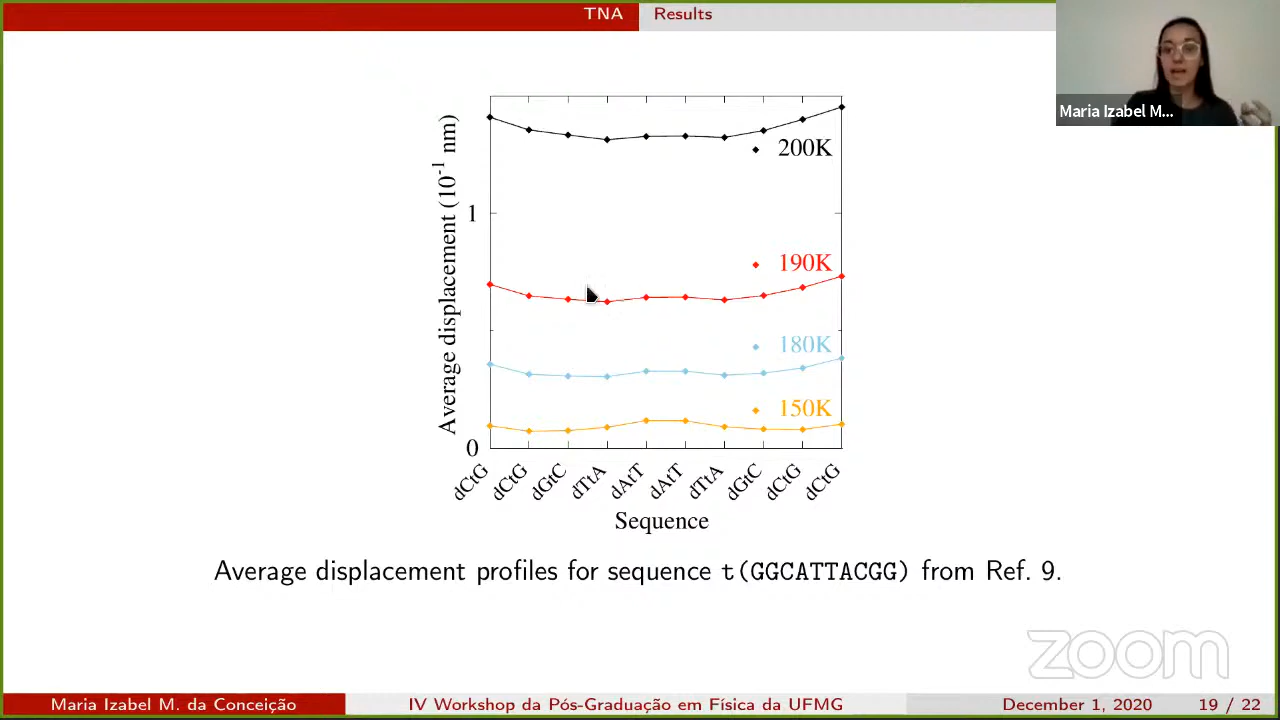 TNA Results
Maria Izabel M...
Average displacement (10⁻¹ nm)
200K
1
190K
180K
150K
0
dCtG dCtG dGtC dTtA dAtT dAtT dTtA dGtC dCtG dCtG
Sequence
Average displacement profiles for sequence t(GGCATTACGG) from Ref. 9.
zoom
Maria Izabel M. da Conceição IV Workshop da Pós-Graduação em Física da UFMG December 1, 2020 19 / 22